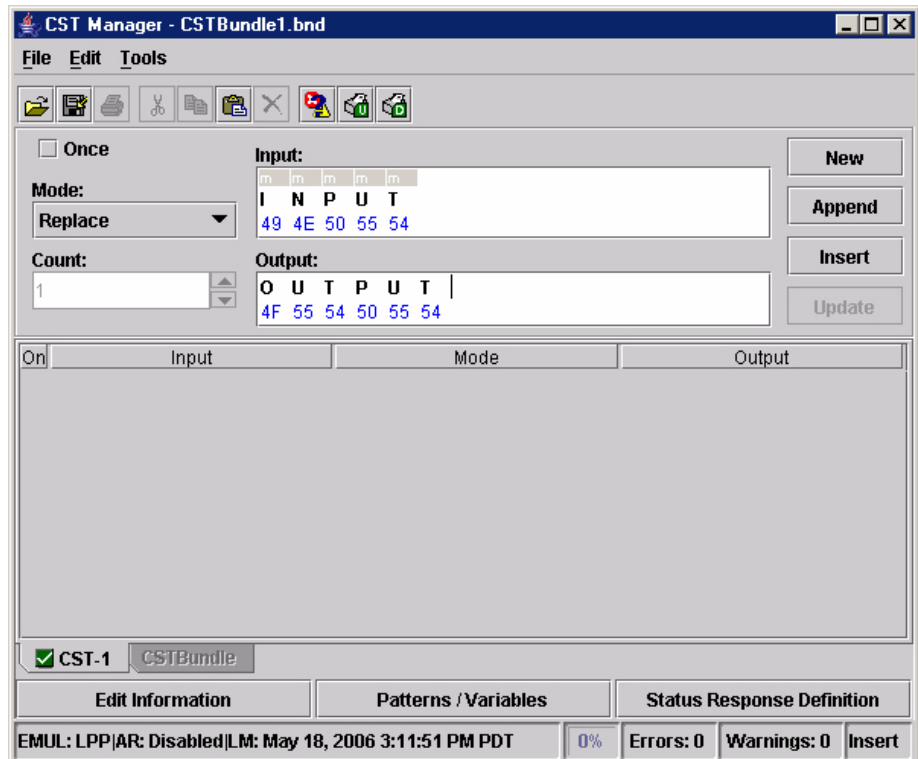 CST Manager - CSTBundle1.bnd
File Edit Tools
Once
Input:
New
m m m m m
Mode:
I N P U T
Replace
49 4E 50 55 54
Append
Count:
Output:
Insert
1
O U T P U T
4F 55 54 50 55 54
Update
On Input Mode Output
CST-1 CSTBundle
Edit Information Patterns / Variables Status Response Definition
EMUL: LPP|AR: Disabled|LM: May 18, 2006 3:11:51 PM PDT 0% Errors: 0 Warnings: 0 Insert